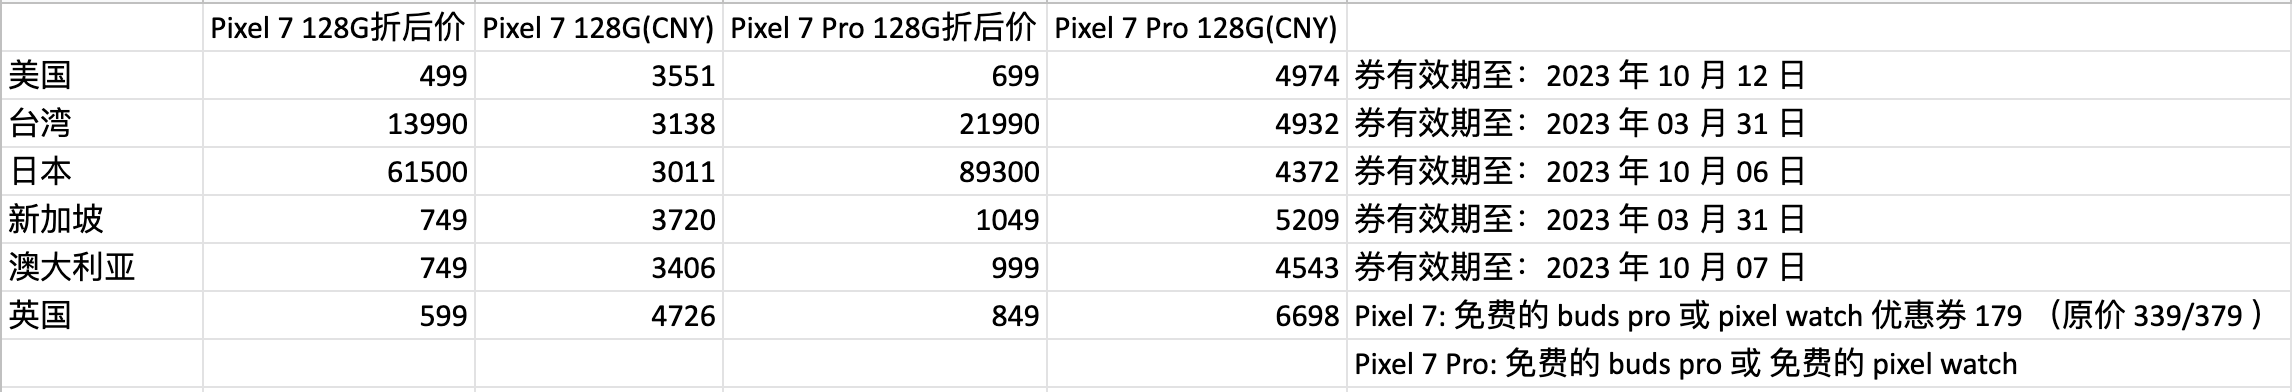 Pixel 7 128G折后价 Pixel 7 128G(CNY) Pixel 7 Pro 128G折后价 Pixel 7 Pro 128G(CNY)
美国 499 3551 699 4974 券有效期至：2023 年 10 月 12 日
台湾 13990 3138 21990 4932 券有效期至：2023 年 03 月 31 日
日本 61500 3011 89300 4372 券有效期至：2023 年 10 月 06 日
新加坡 749 3720 1049 5209 券有效期至：2023 年 03 月 31 日
澳大利亚 749 3406 999 4543 券有效期至：2023 年 10 月 07 日
英国 599 4726 849 6698 Pixel 7: 免费的 buds pro 或 pixel watch 优惠券 179 （原价 339/379 ）
Pixel 7 Pro: 免费的 buds pro 或 免费的 pixel watch